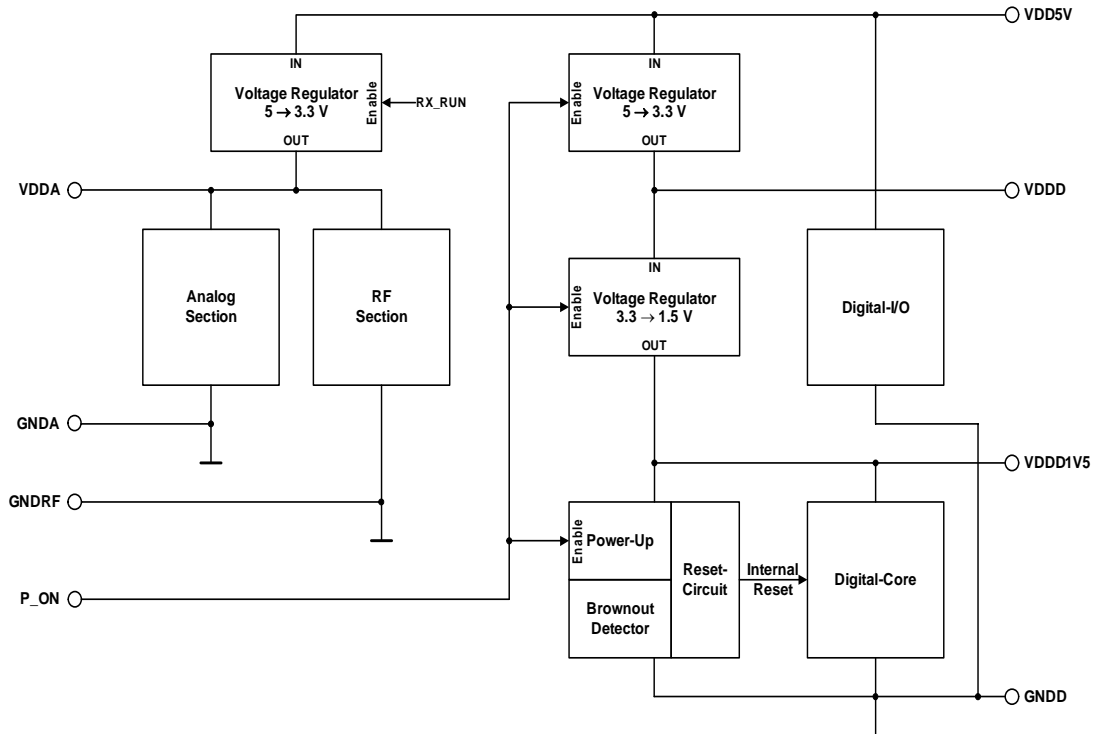 VDD5V
IN
Voltage Regulator
5 → 3.3 V
Enable
OUT
RX_RUN
IN
Enable
Voltage Regulator
5 → 3.3 V
OUT
VDDA
VDDD
Analog
Section
RF
Section
IN
Enable
Voltage Regulator
3.3 → 1.5 V
OUT
Digital-I/O
GNDA
VDDD1V5
GNDRF
Enable
Power-Up
Brownout
Detector
Reset-
Circuit
Internal
Reset
Digital-Core
P_ON
GNDD